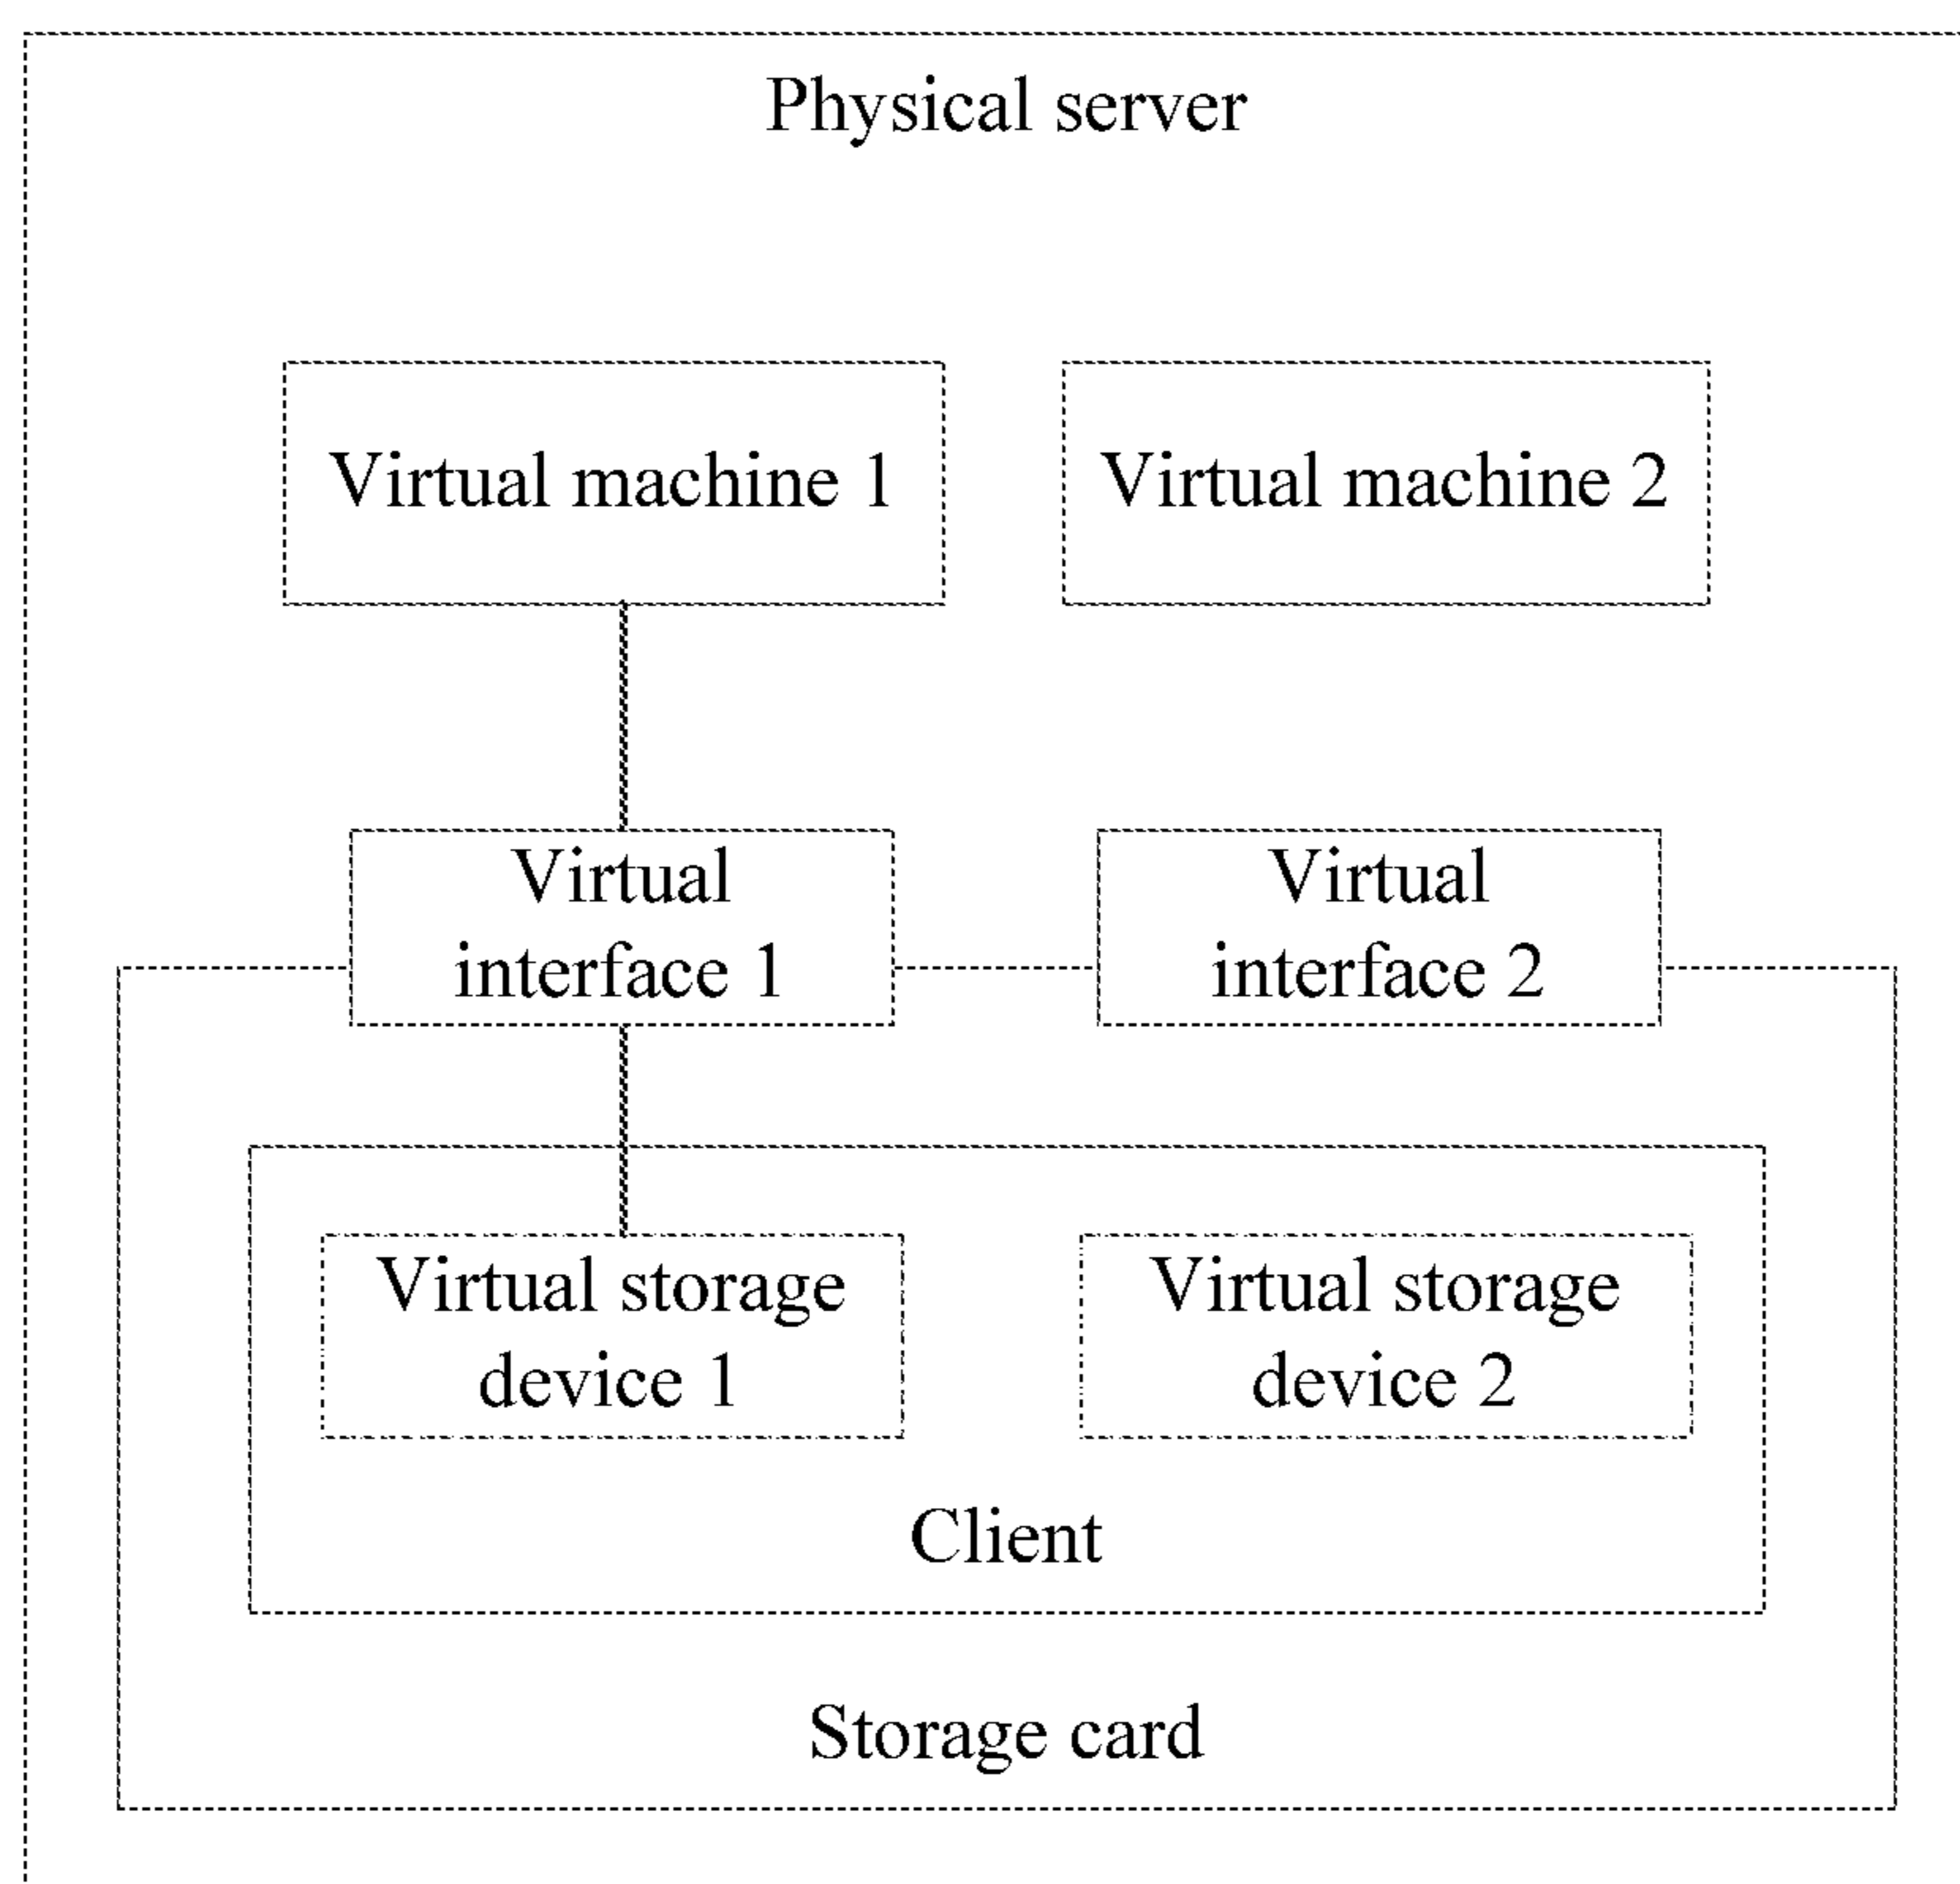 Physical server
Virtual machine 1
Virtual machine 2
Virtual
interface 1
Virtual
interface 2
Virtual storage
device 1
Virtual storage
device 2
Client
Storage card